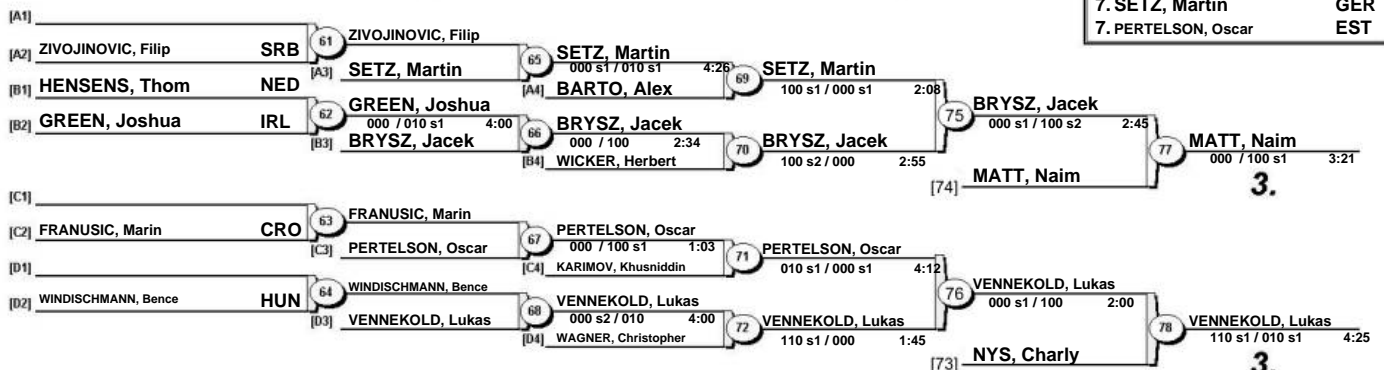 7. SETZ, Martin GER
7. PERTELSON, Oscar EST
[A1]
[A2] ZIVOJINOVIC, Filip SRB
61 ZIVOJINOVIC, Filip
[A3] SETZ, Martin
65 SETZ, Martin
000 s1 / 010 s1 4:26
[A4] BARTO, Alex
69 SETZ, Martin
100 s1 / 000 s1 2:08
[B1] HENSENS, Thom NED
[B2] GREEN, Joshua IRL
62 GREEN, Joshua
000 / 010 s1 4:00
[B3] BRYSZ, Jacek
66 BRYSZ, Jacek
000 / 100 2:34
[B4] WICKER, Herbert
70 BRYSZ, Jacek
100 s2 / 000 2:55
75 BRYSZ, Jacek
000 s1 / 100 s2 2:45
[74] MATT, Naim
77 MATT, Naim
000 / 100 s1 3:21
3.
[C1]
[C2] FRANUSIC, Marin CRO
63 FRANUSIC, Marin
[C3] PERTELSON, Oscar
67 PERTELSON, Oscar
000 / 100 s1 1:03
[C4] KARIMOV, Khusniddin
71 PERTELSON, Oscar
010 s1 / 000 s1 4:12
[D1]
[D2] WINDISCHMANN, Bence HUN
64 WINDISCHMANN, Bence
[D3] VENNEKOLD, Lukas
68 VENNEKOLD, Lukas
000 s2 / 010 4:00
[D4] WAGNER, Christopher
72 VENNEKOLD, Lukas
110 s1 / 000 1:45
76 VENNEKOLD, Lukas
000 s1 / 100 2:00
[73] NYS, Charly
78 VENNEKOLD, Lukas
110 s1 / 010 s1 4:25
3.